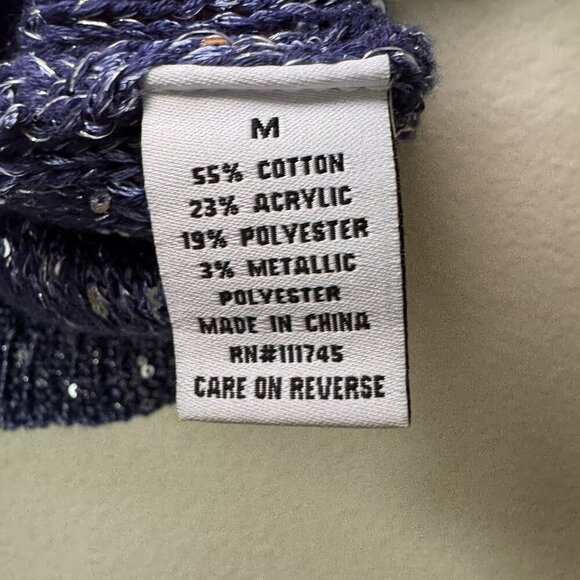 M
55% COTTON
23% ACRYLIC
19% POLYESTER
3% METALLIC
POLYESTER
MADE IN CHINA
RN#111745
CARE ON REVERSE